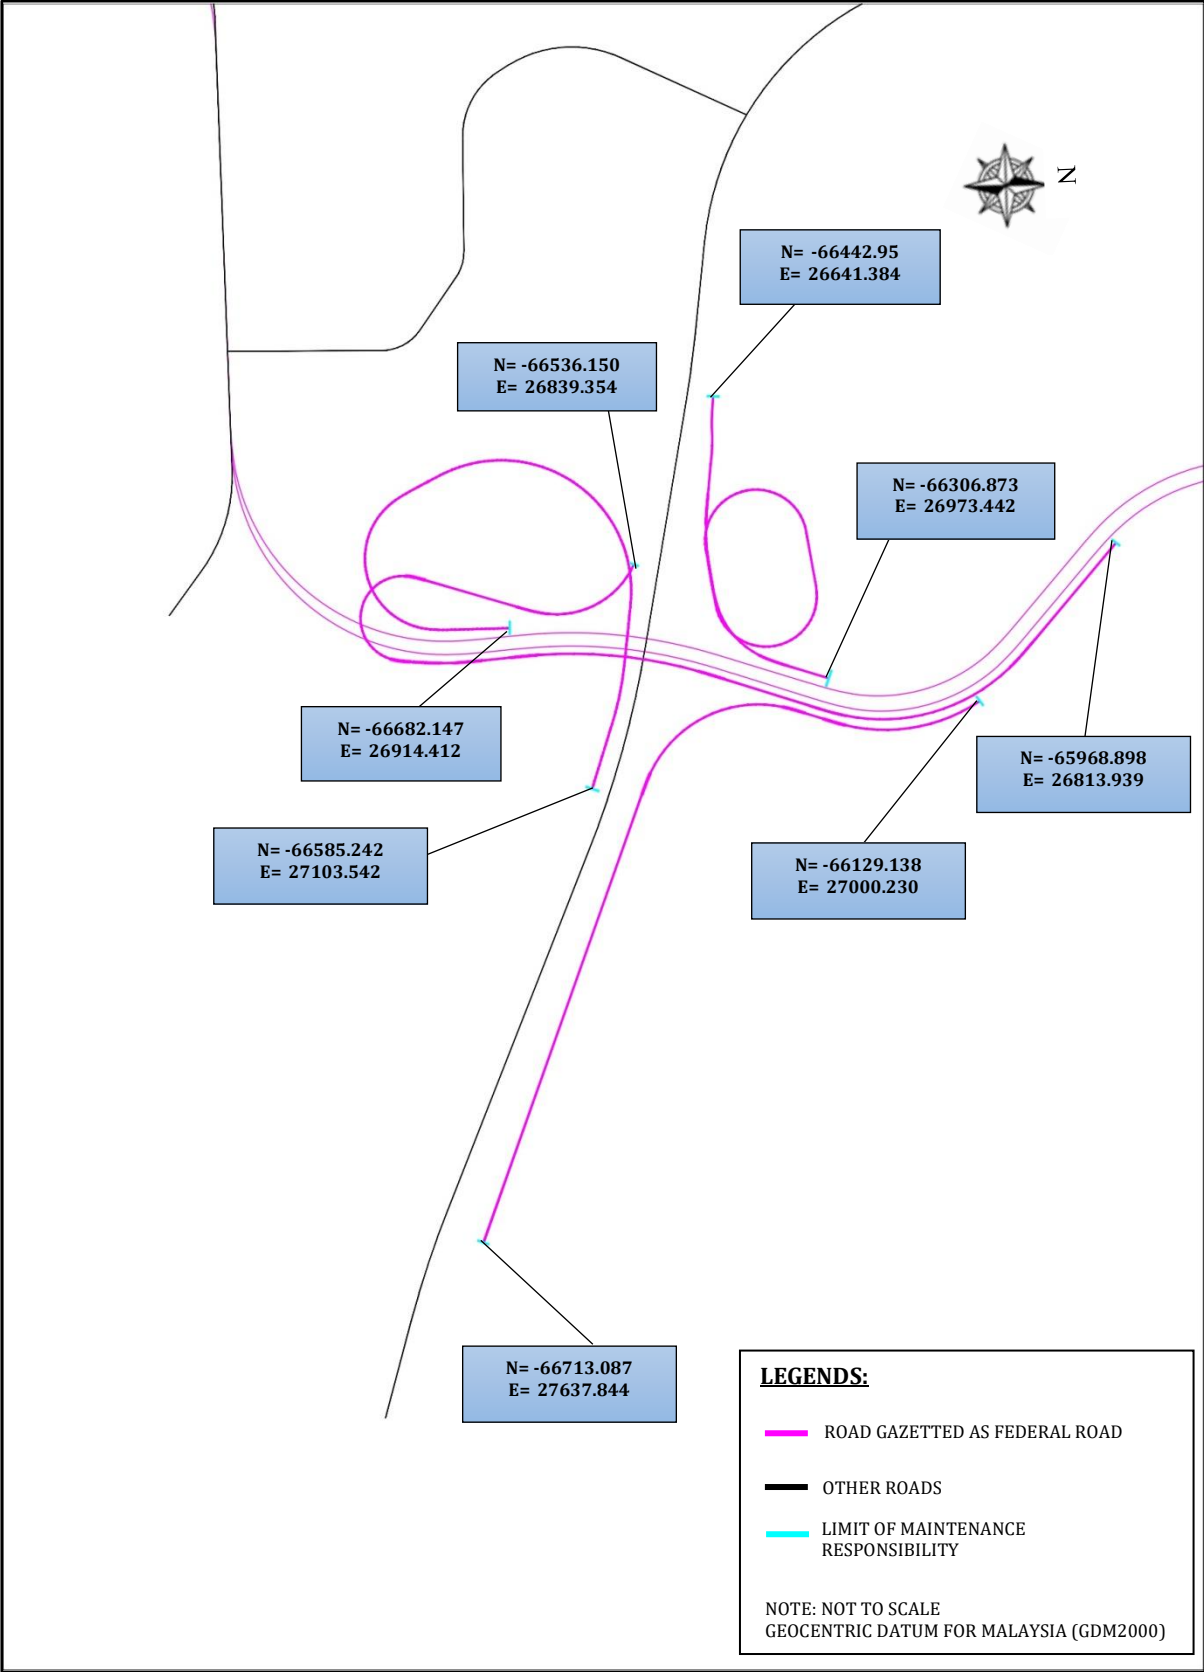 N
N= -66442.95
E= 26641.384
N= -66536.150
E= 26839.354
N= -66306.873
E= 26973.442
N= -66682.147
E= 26914.412
N= -65968.898
E= 26813.939
N= -66585.242
E= 27103.542
N= -66129.138
E= 27000.230
N= -66713.087
E= 27637.844
LEGENDS:
ROAD GAZETTED AS FEDERAL ROAD
OTHER ROADS
LIMIT OF MAINTENANCE
RESPONSIBILITY
NOTE: NOT TO SCALE
GEOCENTRIC DATUM FOR MALAYSIA (GDM2000)